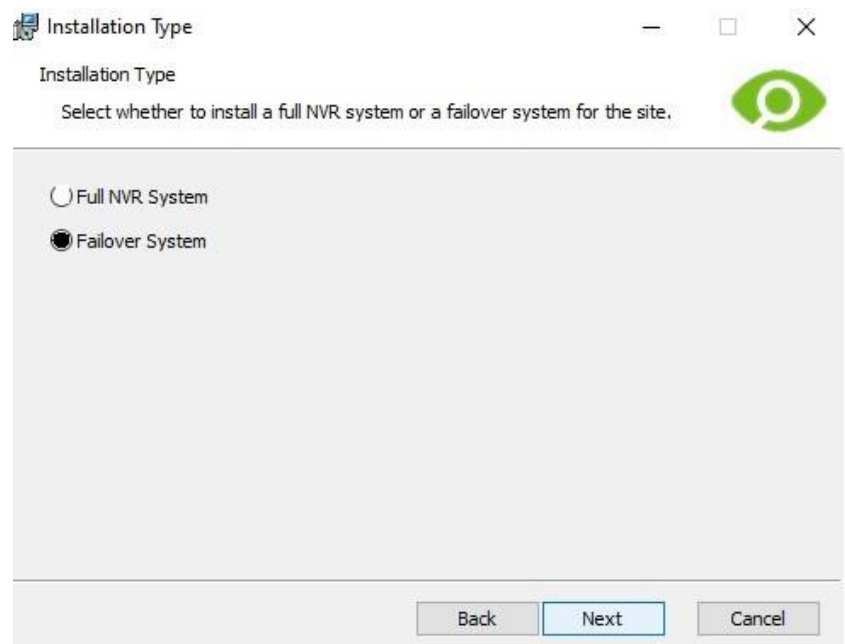 Installation Type
Installation Type
Select whether to install a full NVR system or a failover system for the site.
Full NVR System
Failover System
Back Next Cancel